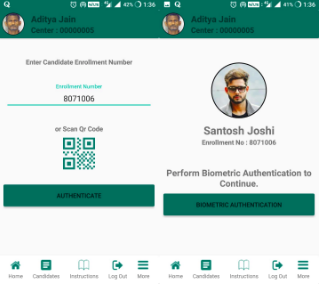 1:36
Aditya Jain
Center : 00000005
Enter Candidate Enrollment Number
Enrollment Number
8071006
or Scan Qr Code
AUTHENTICATE
Home
Candidates
Instructions
Log Out
More
41% 1:36
Aditya Jain
Center : 00000005
Santosh Joshi
Enrollment No : 8071006
Perform Biometric Authentication to
Continue.
BIOMETRIC AUTHENTICATION
Home
Candidates
Instructions
Log Out
More